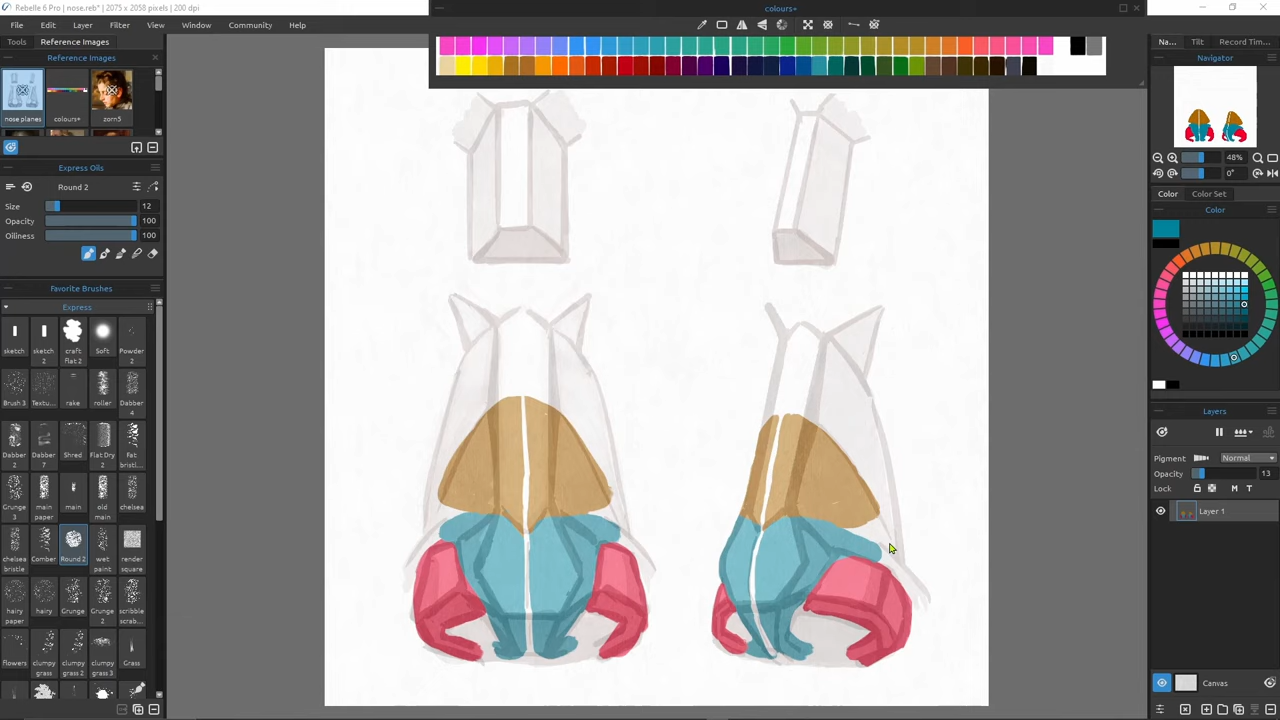 Rebelle 6 Pro | nose.reb* | 2075 x 2058 pixels | 200 dpi
colours+
File Edit Layer Filter View Window Community Help
Tools Reference Images
Reference Images
nose planes colours+ zorn5
Express Oils
Round 2
Size 12
Opacity 100
Oiliness 100
Favorite Brushes
Express
sketch sketch 2 craft Flat 2 Soft Powder 2
Brush 3 Textu... rake roller Dabber 4
Dabber 2 Dabber 7 Shred Flat Dry 2 Fat bristl...
Grunge 3 main paper main old main chelsea
chelsea bristle Comber Round 2 wet paint render square
hairy paper hairy Grunge Grunge 2 scribble scrab...
Flowers clumpy grass clumpy grass 2 clumpy grass 3 Grass
Na... Tilt Record Tim...
Navigator
48%
0°
Color Color Set
Color
Layers
Pigment Normal
Opacity 13
Lock M T
Layer 1
Canvas